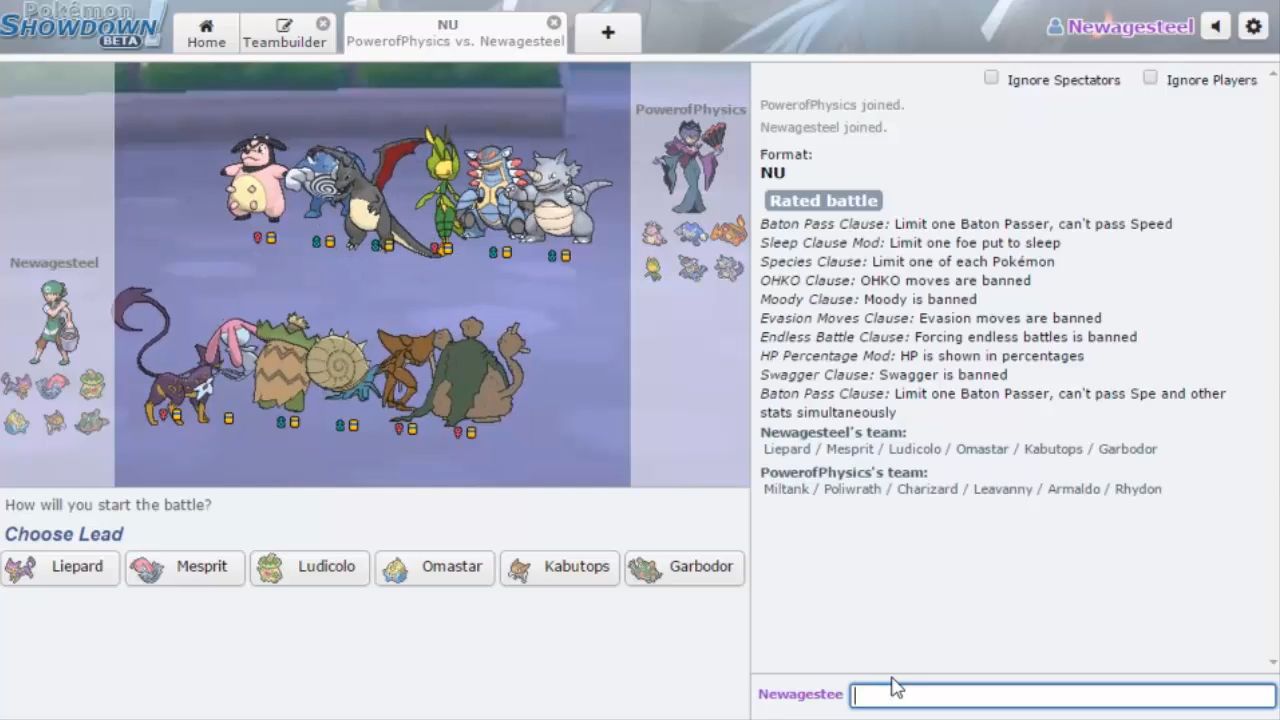 Pokémon
SHOWDOWN
BETA
Home
Teambuilder
NU
PowerofPhysics vs. Newagesteel
+
Newagesteel
PowerofPhysics
Newagesteel
How will you start the battle?
Choose Lead
Liepard
Mesprit
Ludicolo
Omastar
Kabutops
Garbodor
Ignore Spectators
Ignore Players
PowerofPhysics joined.
Newagesteel joined.
Format:
NU
Rated battle
Baton Pass Clause: Limit one Baton Passer, can't pass Speed
Sleep Clause Mod: Limit one foe put to sleep
Species Clause: Limit one of each Pokémon
OHKO Clause: OHKO moves are banned
Moody Clause: Moody is banned
Evasion Moves Clause: Evasion moves are banned
Endless Battle Clause: Forcing endless battles is banned
HP Percentage Mod: HP is shown in percentages
Swagger Clause: Swagger is banned
Baton Pass Clause: Limit one Baton Passer, can't pass Spe and other
stats simultaneously
Newagesteel's team:
Liepard / Mesprit / Ludicolo / Omastar / Kabutops / Garbodor
PowerofPhysics's team:
Miltank / Poliwrath / Charizard / Leavanny / Armaldo / Rhydon
Newagestee